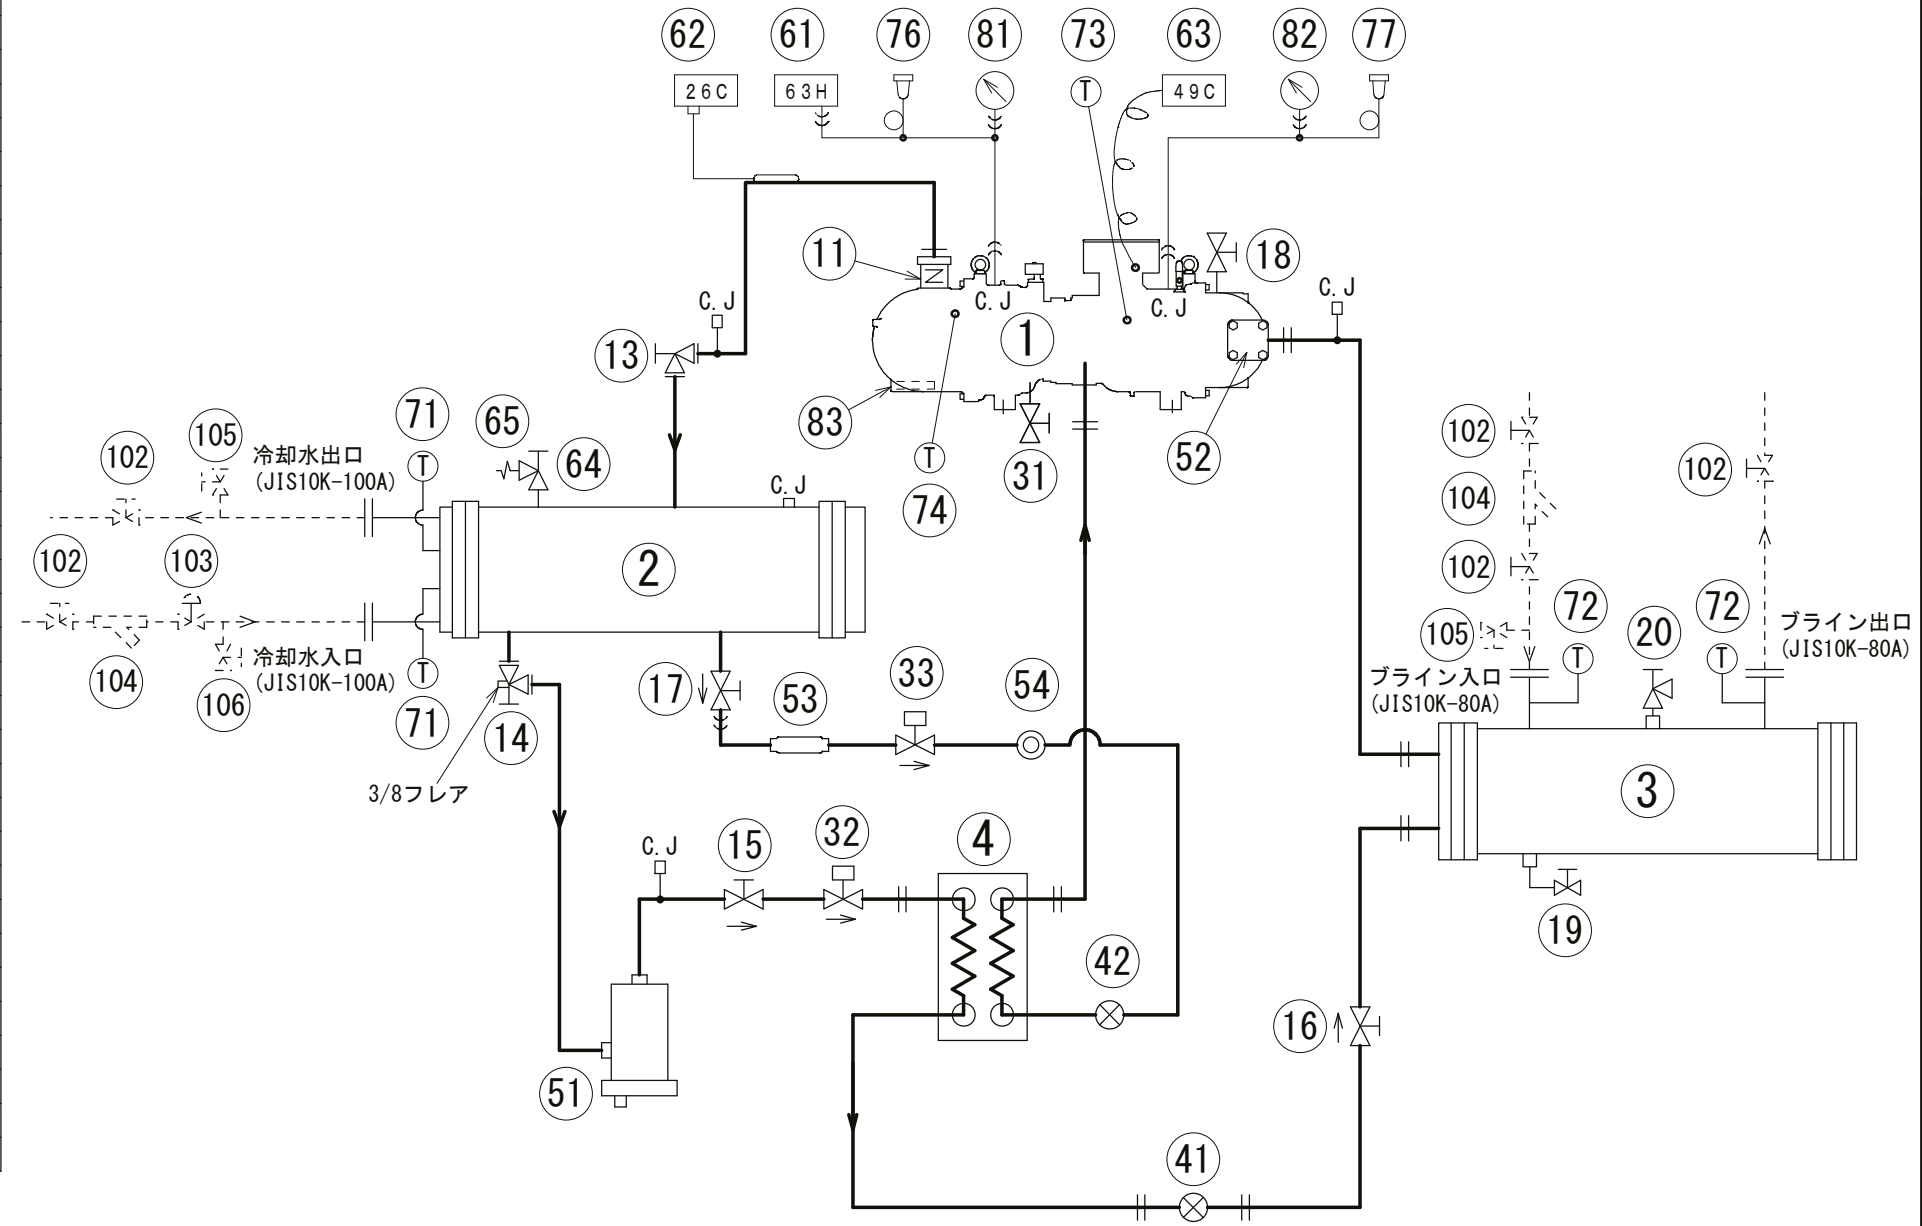 62 61 76 81 73 63 82 77
26C 63H T 49C
11 18
C.J C.J C.J C.J
1
13
71 83 52
65 64
105 冷却水出口
(JIS10K-100A)
102 T
C.J
T
74
31
102
102
104
102 103
2
102
72 72
T T
20
ブライン出口
(JIS10K-80A)
105
ブライン入口
(JIS10K-80A)
104
冷却水入口
(JIS10K-100A)
106
T
71
17 33 54
53
14
3/8フレア
3
C.J 15 32 4
19
42
16
51
41